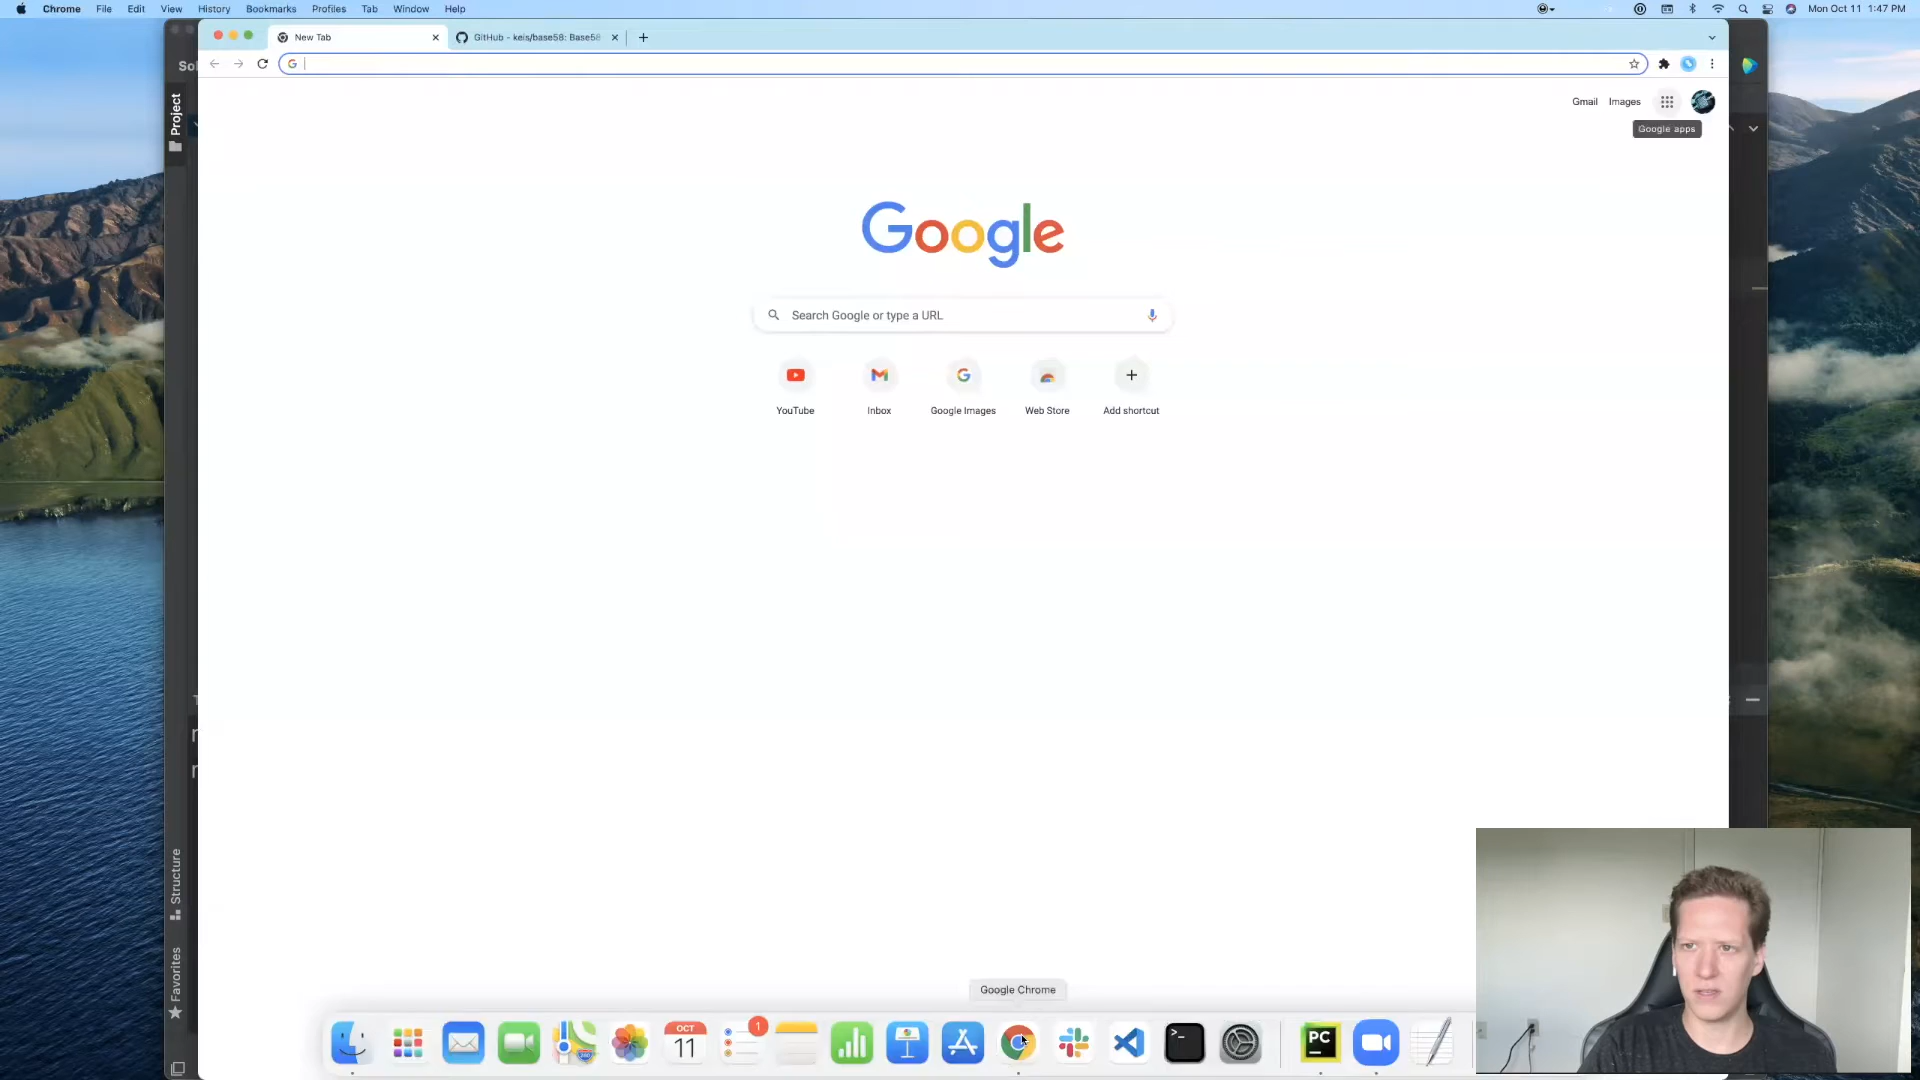 Chrome File Edit View History Bookmarks Profiles Tab Window Help
Mon Oct 11 1:47 PM
New Tab
GitHub - keis/base58: Base58
Sol
Project
Gmail Images
Google apps
Google
Search Google or type a URL
YouTube Inbox Google Images Web Store Add shortcut
Structure
Favorites
Google Chrome
OCT
11
1
>_
PC